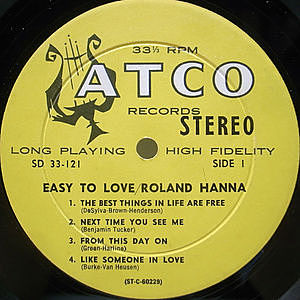 33⅓ RPM
ATCO
RECORDS
STEREO
LONG PLAYING
HIGH FIDELITY
SD 33-121
SIDE 1
EASY TO LOVE/ROLAND HANNA
1. THE BEST THINGS IN LIFE ARE FREE
(DeSylva-Brown-Henderson)
2. NEXT TIME YOU SEE ME
(Benjamin Tucker)
3. FROM THIS DAY ON
(Green-Harline)
4. LIKE SOMEONE IN LOVE
(Burke-Van Heusen)
(ST-C-60229)